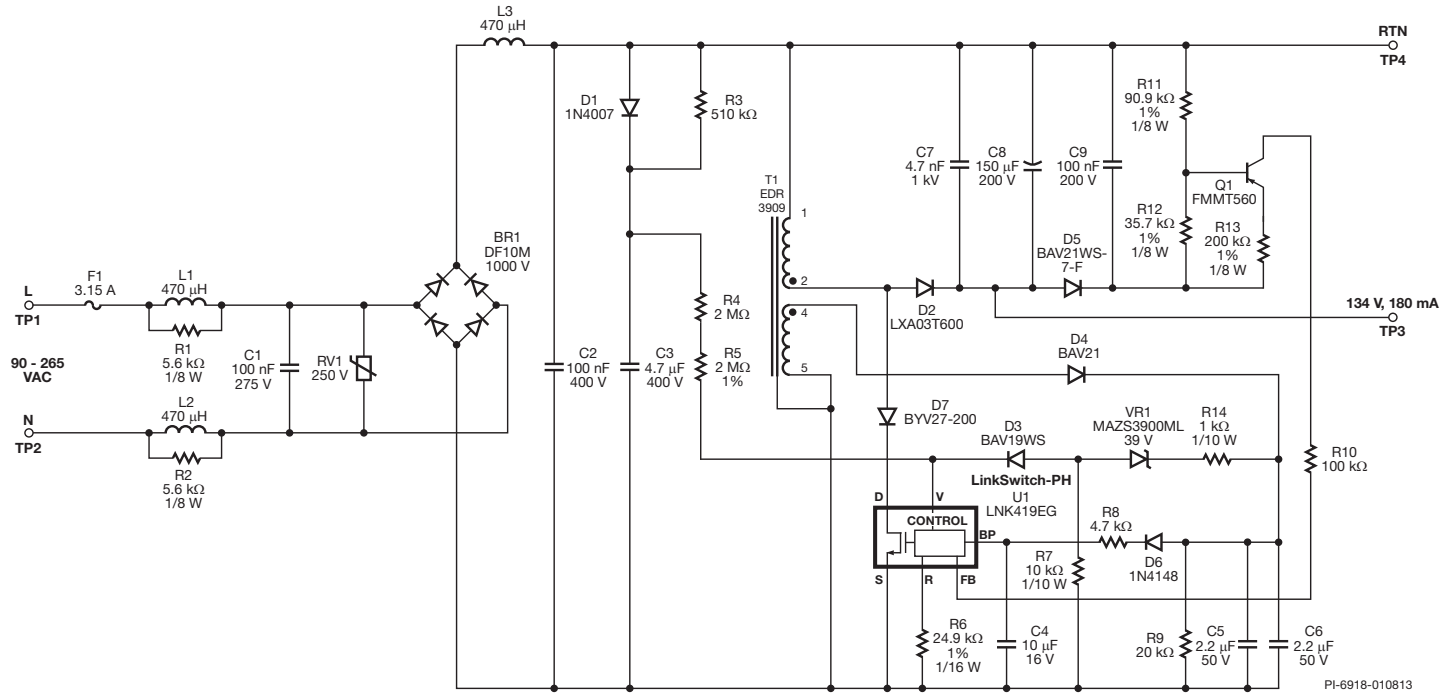 L3
470 µH
RTN
TP4
D1
1N4007
R3
510 kΩ
R11
90.9 kΩ
1%
1/8 W
C7
4.7 nF
1 kV
C8
150 µF
200 V
C9
100 nF
200 V
T1
EDR
3909
1
2
4
5
Q1
FMMT560
R12
35.7 kΩ
1%
1/8 W
R13
200 kΩ
1%
1/8 W
BR1
DF10M
1000 V
D5
BAV21WS-
7-F
F1
3.15 A
L
TP1
L1
470 µH
R1
5.6 kΩ
1/8 W
R4
2 MΩ
D2
LXA03T600
134 V, 180 mA
TP3
90 - 265
VAC
C1
100 nF
275 V
RV1
250 V
C2
100 nF
400 V
C3
4.7 µF
400 V
R5
2 MΩ
1%
D4
BAV21
N
TP2
L2
470 µH
R2
5.6 kΩ
1/8 W
D7
BYV27-200
D3
BAV19WS
VR1
MAZS3900ML
39 V
R14
1 kΩ
1/10 W
R10
100 kΩ
LinkSwitch-PH
U1
LNK419EG
D
V
CONTROL
BP
S
R
FB
R8
4.7 kΩ
D6
1N4148
R7
10 kΩ
1/10 W
R6
24.9 kΩ
1%
1/16 W
C4
10 µF
16 V
R9
20 kΩ
C5
2.2 µF
50 V
C6
2.2 µF
50 V
PI-6918-010813